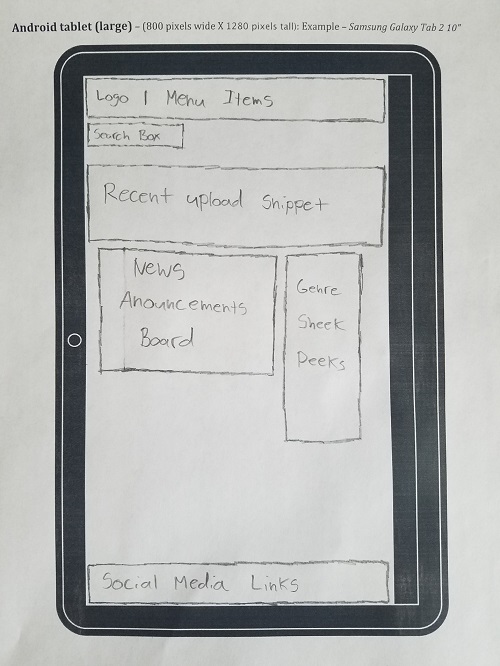 Android tablet (large) – (800 pixels wide X 1280 pixels tall): Example – Samsung Galaxy Tab 2 10"
Logo | Menu Items
Search Box
Recent upload Snippet
News
Anouncements
Board
Genre
Sheek
Peeks
Social Media Links